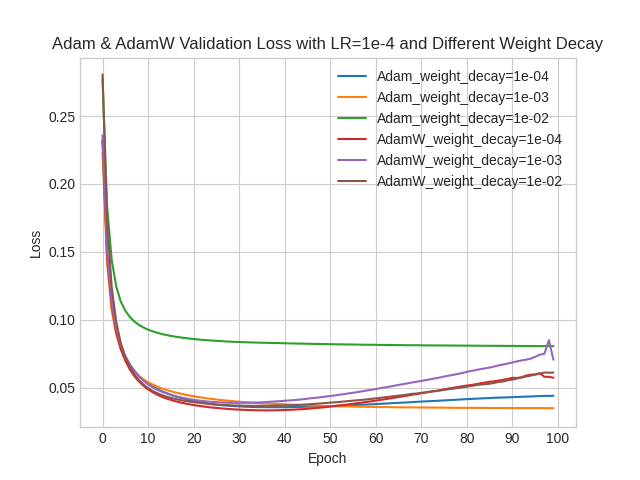 Adam & AdamW Validation Loss with LR=1e-4 and Different Weight Decay
Adam_weight_decay=1e-04
Adam_weight_decay=1e-03
Adam_weight_decay=1e-02
AdamW_weight_decay=1e-04
AdamW_weight_decay=1e-03
AdamW_weight_decay=1e-02
Loss
0.25
0.20
0.15
0.10
0.05
0 10 20 30 40 50 60 70 80 90 100
Epoch